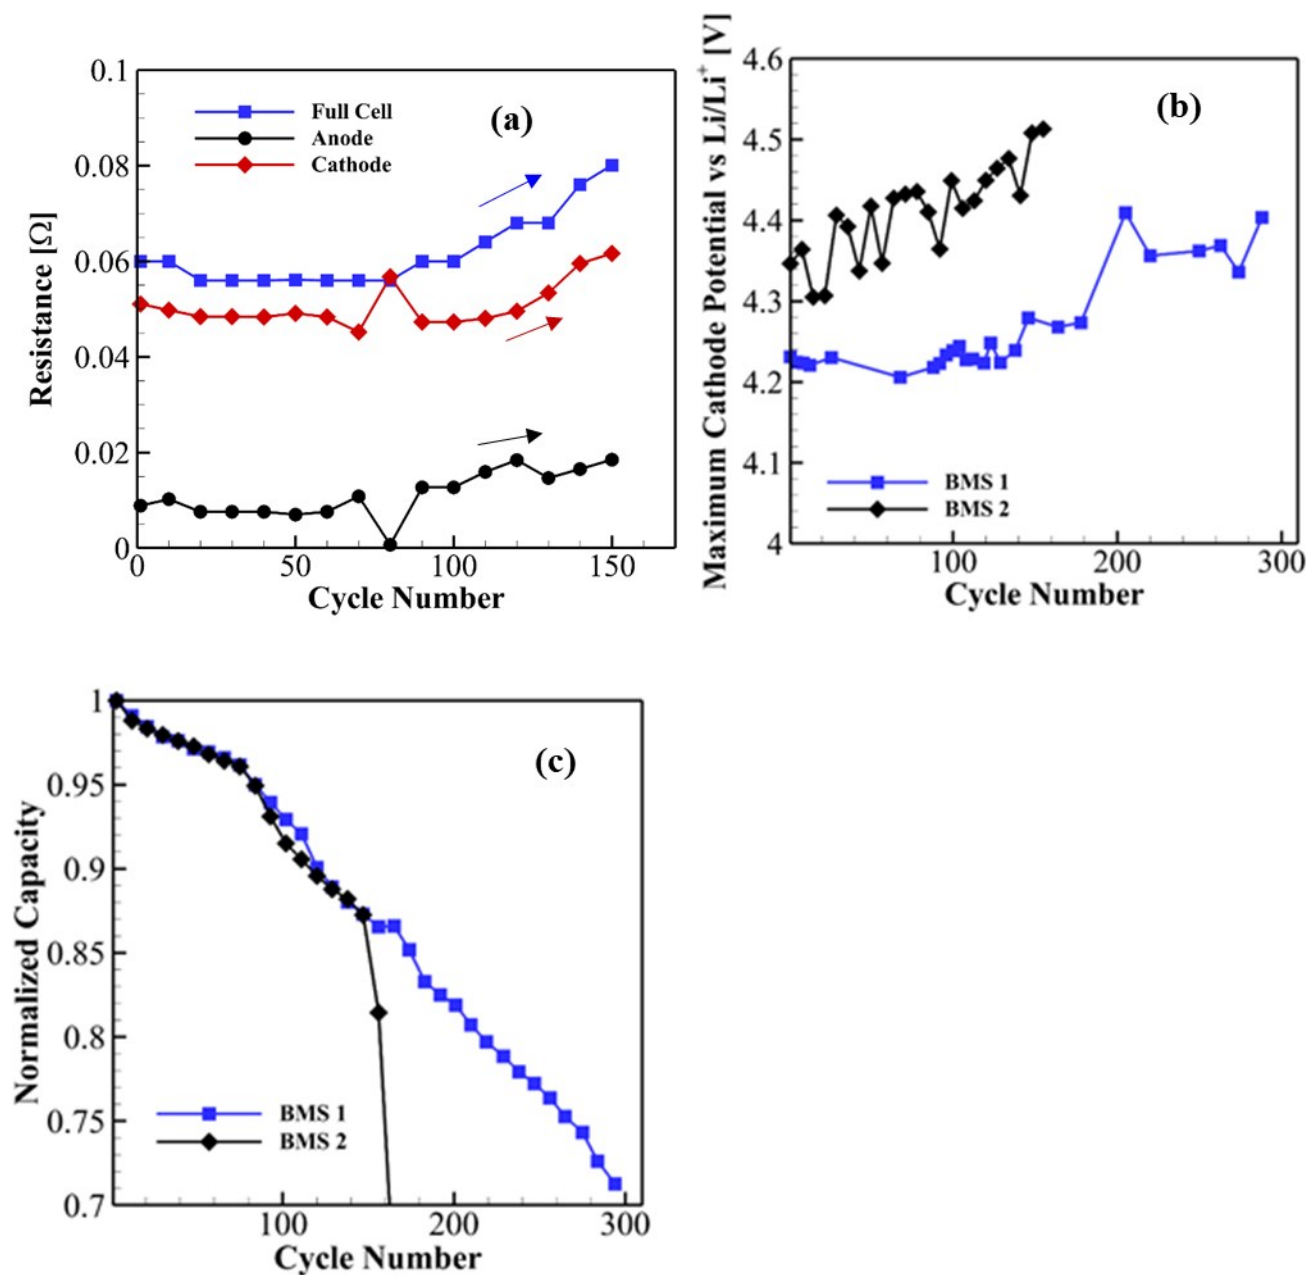 (a)
Full Cell
Anode
Cathode
Resistance [Ω]
0.1
0.08
0.06
0.04
0.02
0
0 50 100 150
Cycle Number
(b)
Maximum Cathode Potential vs Li/Li⁺ [V]
4.6
4.5
4.4
4.3
4.2
4.1
4
BMS 1
BMS 2
100 200 300
Cycle Number
(c)
Normalized Capacity
1
0.95
0.9
0.85
0.8
0.75
0.7
BMS 1
BMS 2
100 200 300
Cycle Number